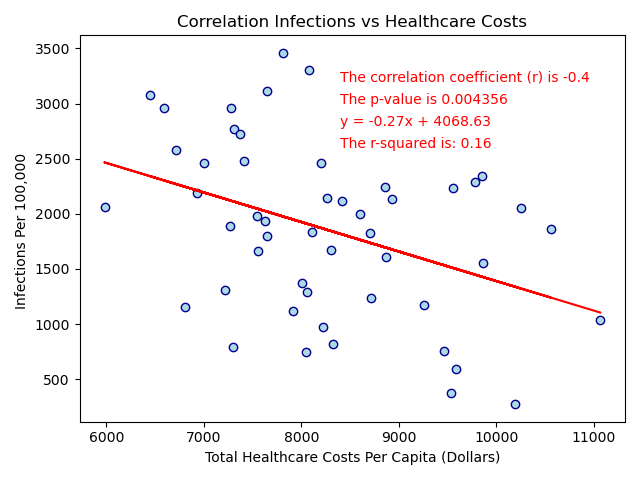 Correlation Infections vs Healthcare Costs
The correlation coefficient (r) is -0.4
The p-value is 0.004356
y = -0.27x + 4068.63
The r-squared is: 0.16
Infections Per 100,000
3500
3000
2500
2000
1500
1000
500
6000 7000 8000 9000 10000 11000
Total Healthcare Costs Per Capita (Dollars)